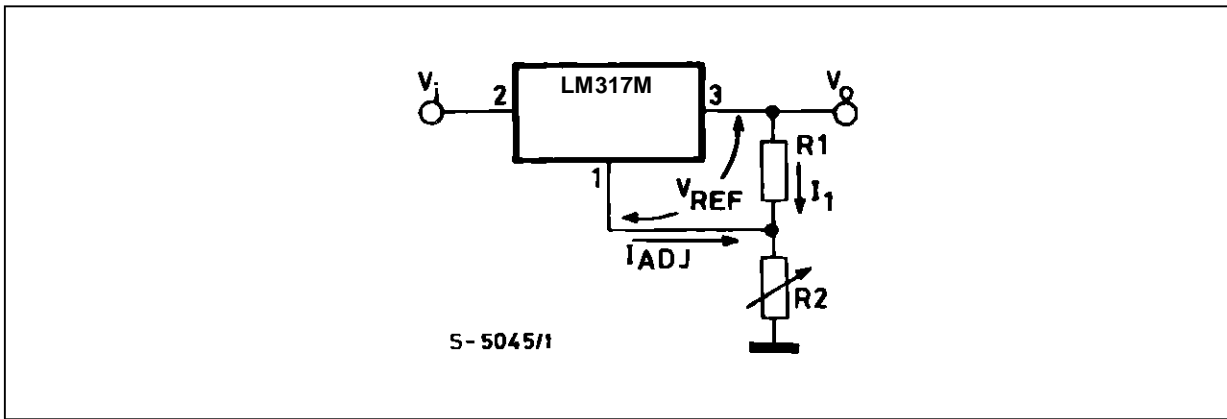 LM317M
Vi
2
3
VO
R1
I1
1
VREF
IADJ
R2
S-5045/1